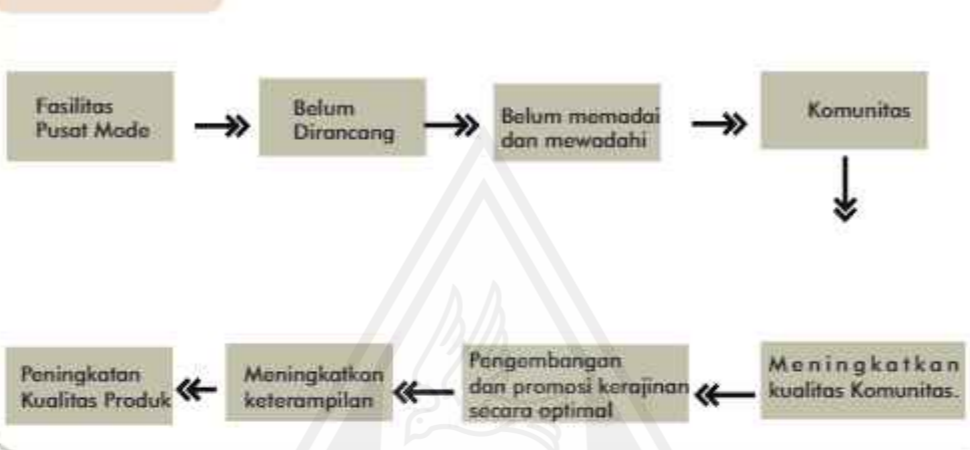 Fasilitas
Pusat Mode
Belum
Dirancang
Belum memadai
dan mewadahi
Komunitas
Meningkatkan
kualitas Komunitas.
Pengembangan
dan promosi kerajinan
secara optimal
Meningkatkan
keterampilan
Peningkatan
Kualitas Produk